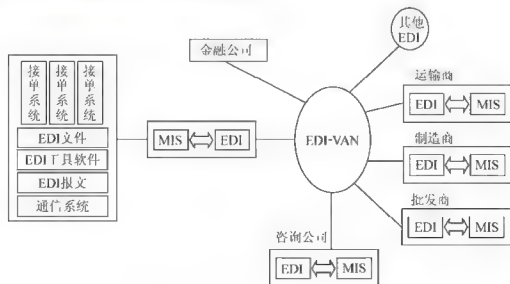 其他
EDI
金融公司
接单系统 接单系统 接单系统
EDI文件
EDI工具软件
EDI报文
通信系统
MIS EDI
EDI-VAN
运输商
EDI MIS
制造商
EDI MIS
批发商
EDI MIS
咨询公司
EDI MIS